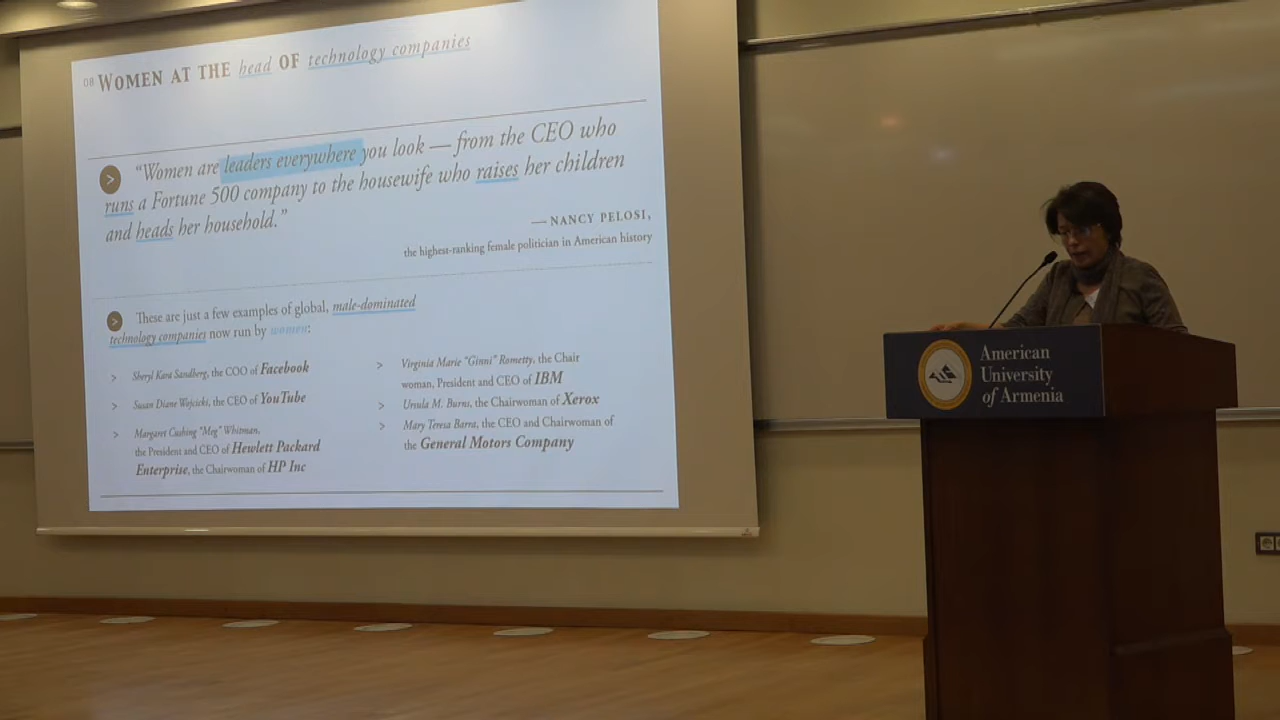 08 WOMEN AT THE head OF technology companies
“Women are leaders everywhere you look — from the CEO who
runs a Fortune 500 company to the housewife who raises her children
and heads her household.”
— NANCY PELOSI,
the highest-ranking female politician in American history
These are just a few examples of global, male-dominated
technology companies now run by women:
Sheryl Kara Sandberg, the COO of Facebook
Susan Diane Wojcicki, the CEO of YouTube
Margaret Cushing “Meg” Whitman,
the President and CEO of Hewlett Packard
Enterprise, the Chairwoman of HP Inc
Virginia Marie “Ginni” Rometty, the Chair
woman, President and CEO of IBM
Ursula M. Burns, the Chairwoman of Xerox
Mary Teresa Barra, the CEO and Chairwoman of
the General Motors Company
American
University
of Armenia